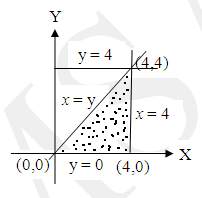 Y
y = 4
(4,4)
x = y
x = 4
X
(0,0)
y = 0
(4,0)